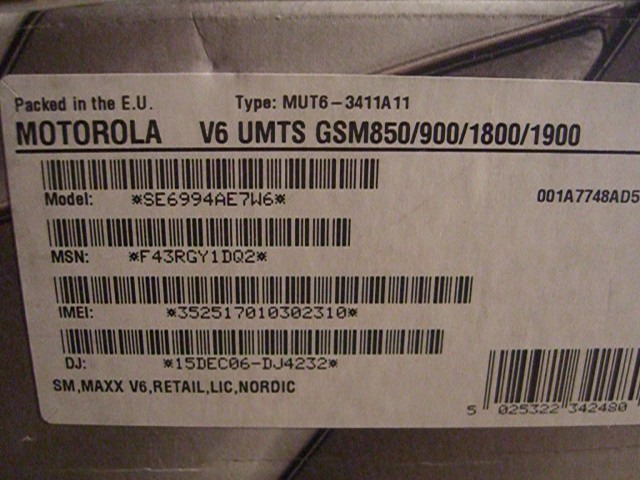 Packed in the E.U. Type: MUT6-3411A11
MOTOROLA V6 UMTS GSM850/900/1800/1900
Model: *SE6994AE7W6* 001A7748AD5
MSN: *F43RGY1DQ2*
IMEI: *352517010302310*
DJ: *15DEC06-DJ4232*
SM,MAXX V6,RETAIL,LIC,NORDIC
5 025322 342480